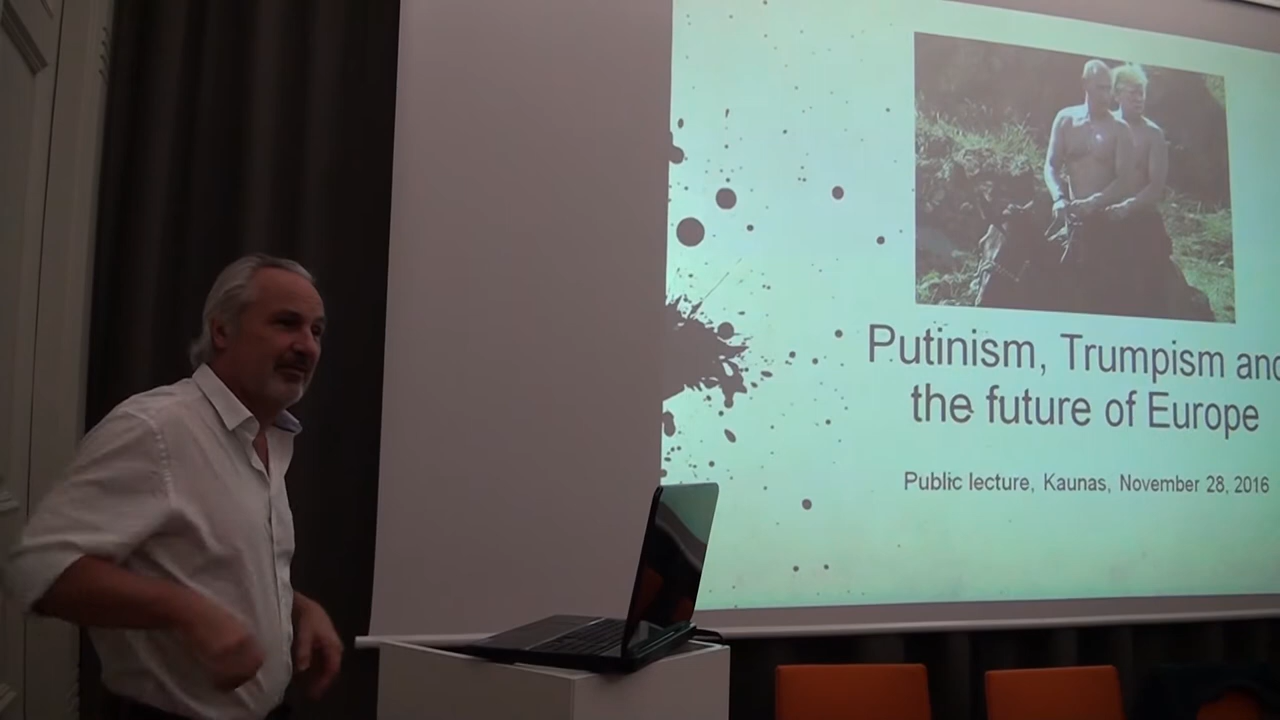 Putinism, Trumpism and
the future of Europe
Public lecture, Kaunas, November 28, 2016